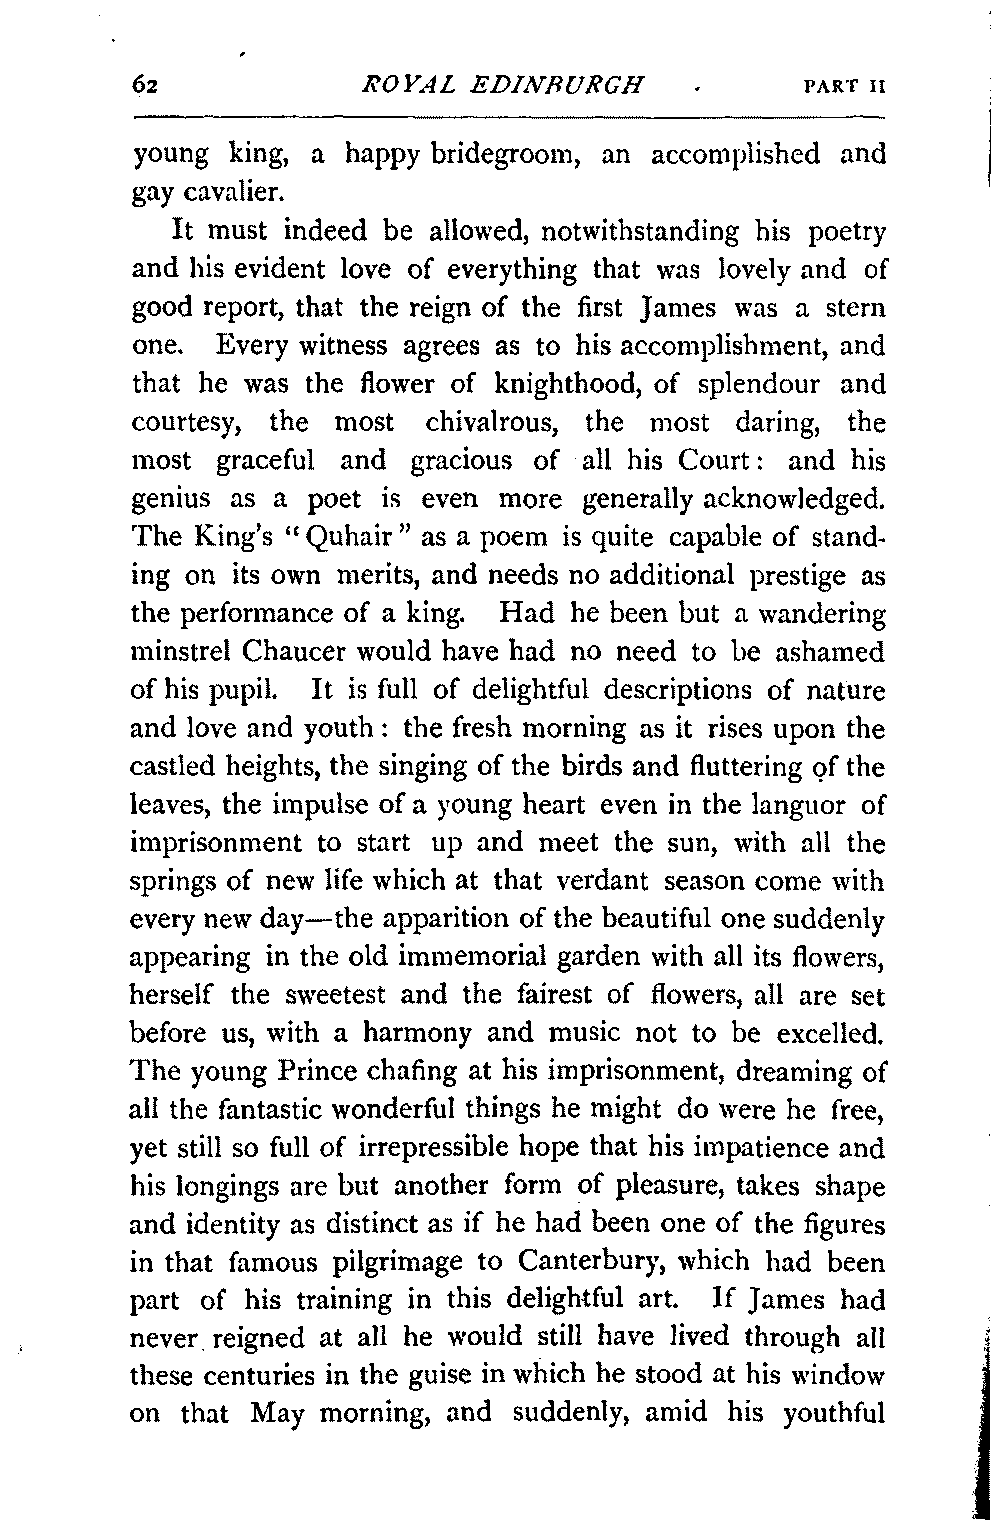 62 ROYAL EDINBURGH PART II
young king, a happy bridegroom, an accomplished and
gay cavalier.
It must indeed be allowed, notwithstanding his poetry
and his evident love of everything that was lovely and of
good report, that the reign of the first James was a stern
one. Every witness agrees as to his accomplishment, and
that he was the flower of knighthood, of splendour and
courtesy, the most chivalrous, the most daring, the
most graceful and gracious of all his Court: and his
genius as a poet is even more generally acknowledged.
The King's "Quhair" as a poem is quite capable of stand-
ing on its own merits, and needs no additional prestige as
the performance of a king. Had he been but a wandering
minstrel Chaucer would have had no need to be ashamed
of his pupil. It is full of delightful descriptions of nature
and love and youth: the fresh morning as it rises upon the
castled heights, the singing of the birds and fluttering of the
leaves, the impulse of a young heart even in the languor of
imprisonment to start up and meet the sun, with all the
springs of new life which at that verdant season come with
every new day—the apparition of the beautiful one suddenly
appearing in the old immemorial garden with all its flowers,
herself the sweetest and the fairest of flowers, all are set
before us, with a harmony and music not to be excelled.
The young Prince chafing at his imprisonment, dreaming of
all the fantastic wonderful things he might do were he free,
yet still so full of irrepressible hope that his impatience and
his longings are but another form of pleasure, takes shape
and identity as distinct as if he had been one of the figures
in that famous pilgrimage to Canterbury, which had been
part of his training in this delightful art. If James had
never reigned at all he would still have lived through all
these centuries in the guise in which he stood at his window
on that May morning, and suddenly, amid his youthful